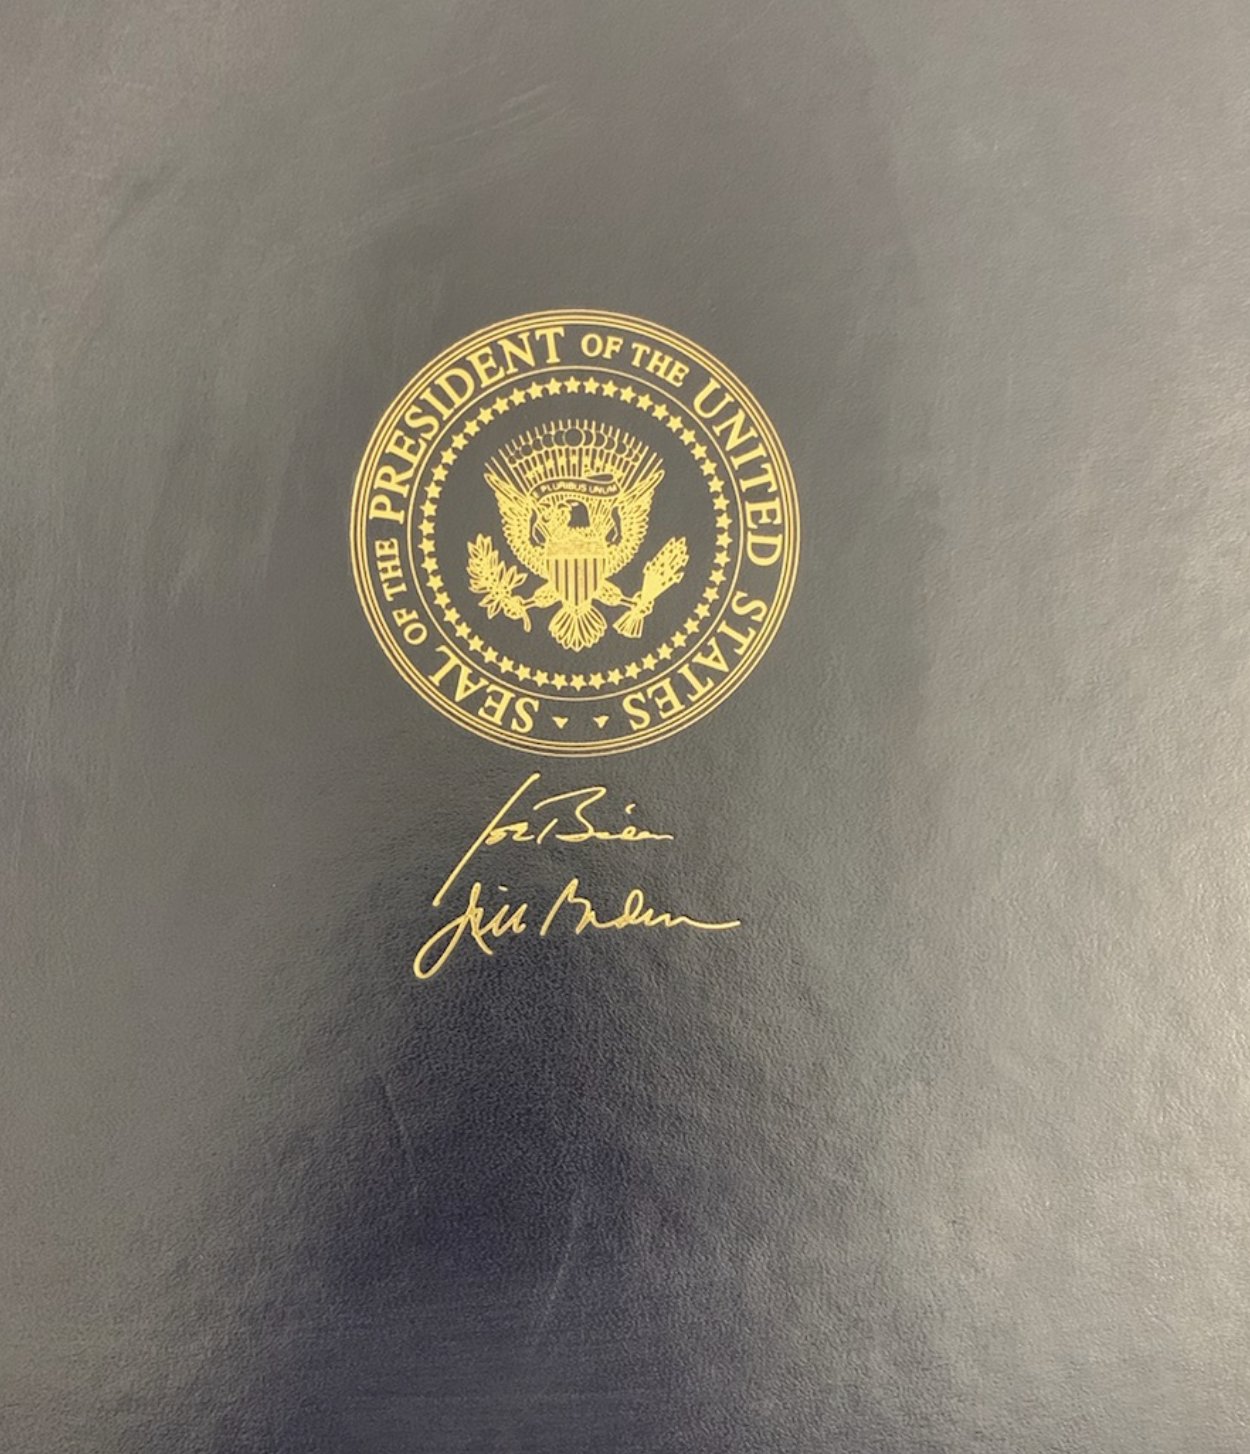 SEAL OF THE PRESIDENT OF THE UNITED STATES
E PLURIBUS UNUM
Joe Biden
Jill Biden